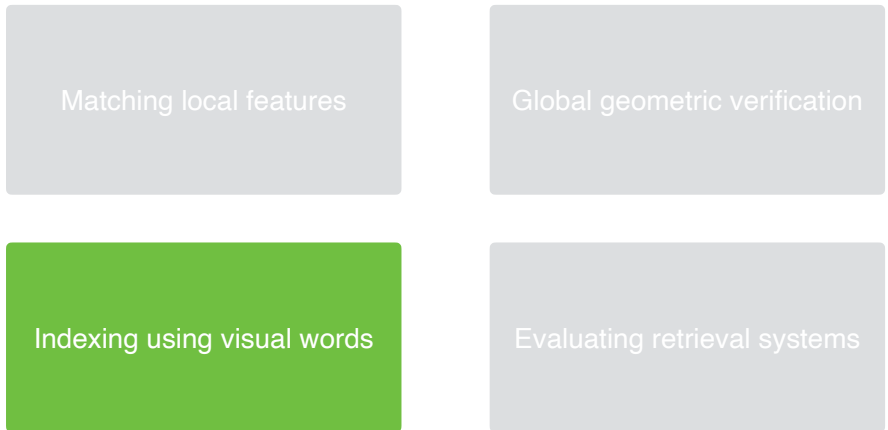 Matching local features
Global geometric verification
Indexing using visual words
Evaluating retrieval systems